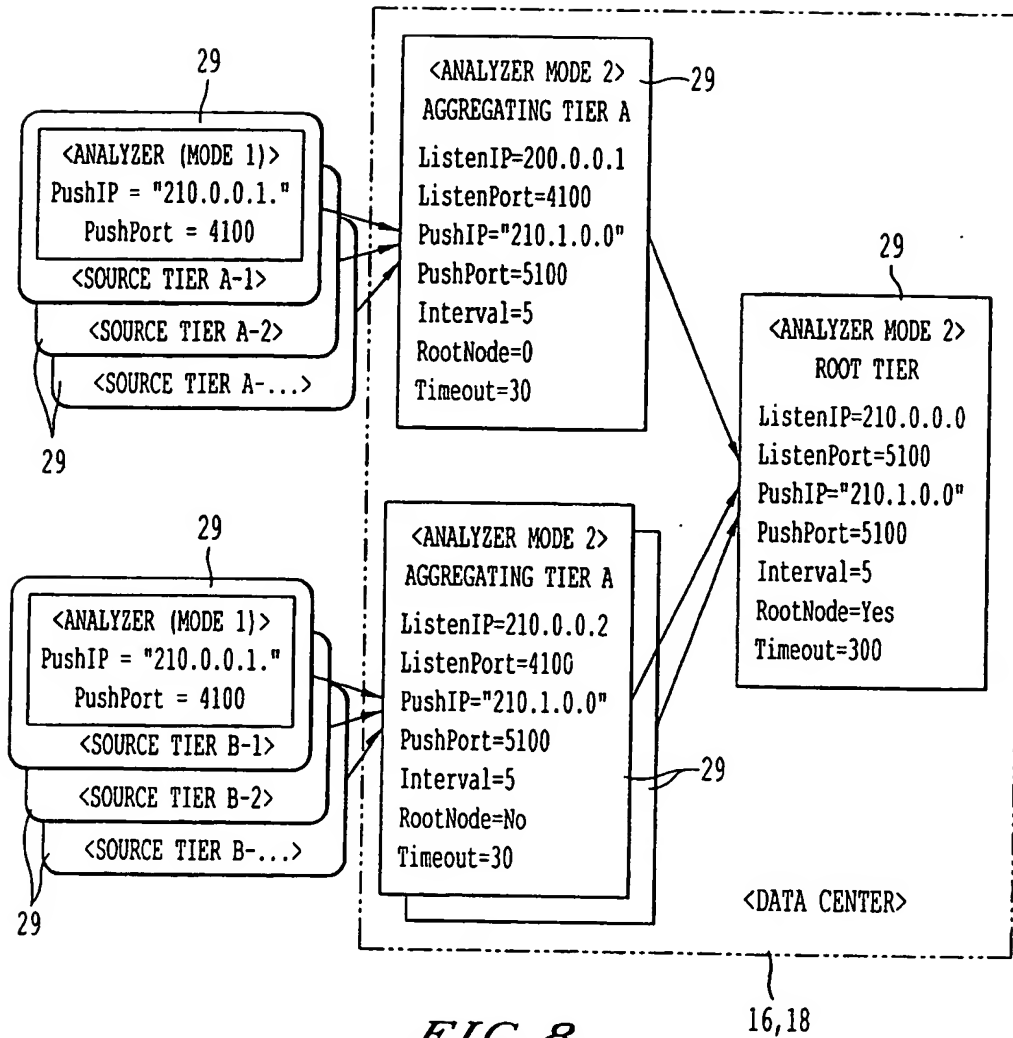 29
<ANALYZER (MODE 1)>
PushIP = "210.0.0.1."
PushPort = 4100
<SOURCE TIER A-1>
<SOURCE TIER A-2>
<SOURCE TIER A-...>
29
<ANALYZER MODE 2>
AGGREGATING TIER A
ListenIP=200.0.0.1
ListenPort=4100
PushIP="210.1.0.0"
PushPort=5100
Interval=5
RootNode=0
Timeout=30
29
29
<ANALYZER MODE 2>
ROOT TIER
ListenIP=210.0.0.0
ListenPort=5100
PushIP="210.1.0.0"
PushPort=5100
Interval=5
RootNode=Yes
Timeout=300
29
<ANALYZER (MODE 1)>
PushIP = "210.0.0.1."
PushPort = 4100
<SOURCE TIER B-1>
<SOURCE TIER B-2>
<SOURCE TIER B-...>
29
<ANALYZER MODE 2>
AGGREGATING TIER A
ListenIP=210.0.0.2
ListenPort=4100
PushIP="210.1.0.0"
PushPort=5100
Interval=5
RootNode=No
Timeout=30
29
<DATA CENTER>
16,18
FIG. 8